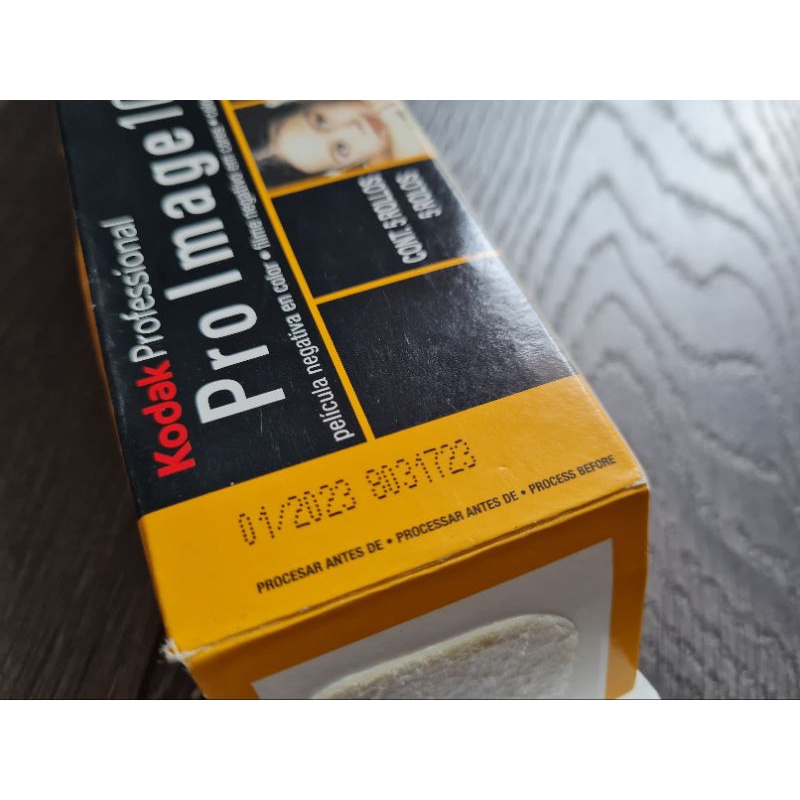 Kodak Professional
Pro Image
Película negativa en color • filme negativo em cores •
CONT. 5 ROLLOS
5 ROLOS
01/2023 8031723
PROCESAR ANTES DE • PROCESSAR ANTES DE • PROCESS BEFORE